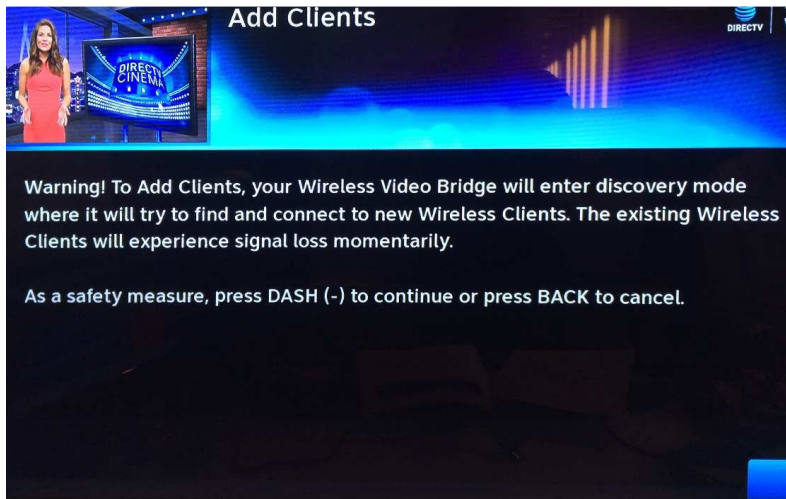 Add Clients
DIRECTV
DIRECTV
CINEMA
Warning! To Add Clients, your Wireless Video Bridge will enter discovery mode
where it will try to find and connect to new Wireless Clients. The existing Wireless
Clients will experience signal loss momentarily.
As a safety measure, press DASH (-) to continue or press BACK to cancel.